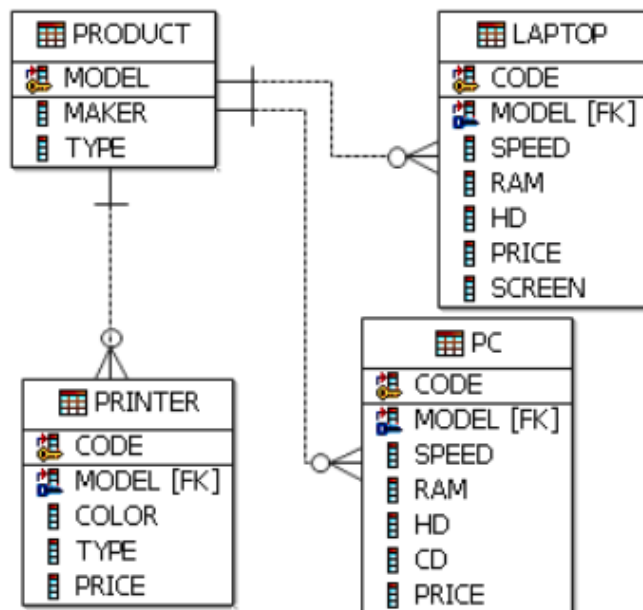 PRODUCT
MODEL
MAKER
TYPE
LAPTOP
CODE
MODEL [FK]
SPEED
RAM
HD
PRICE
SCREEN
PRINTER
CODE
MODEL [FK]
COLOR
TYPE
PRICE
PC
CODE
MODEL [FK]
SPEED
RAM
HD
CD
PRICE